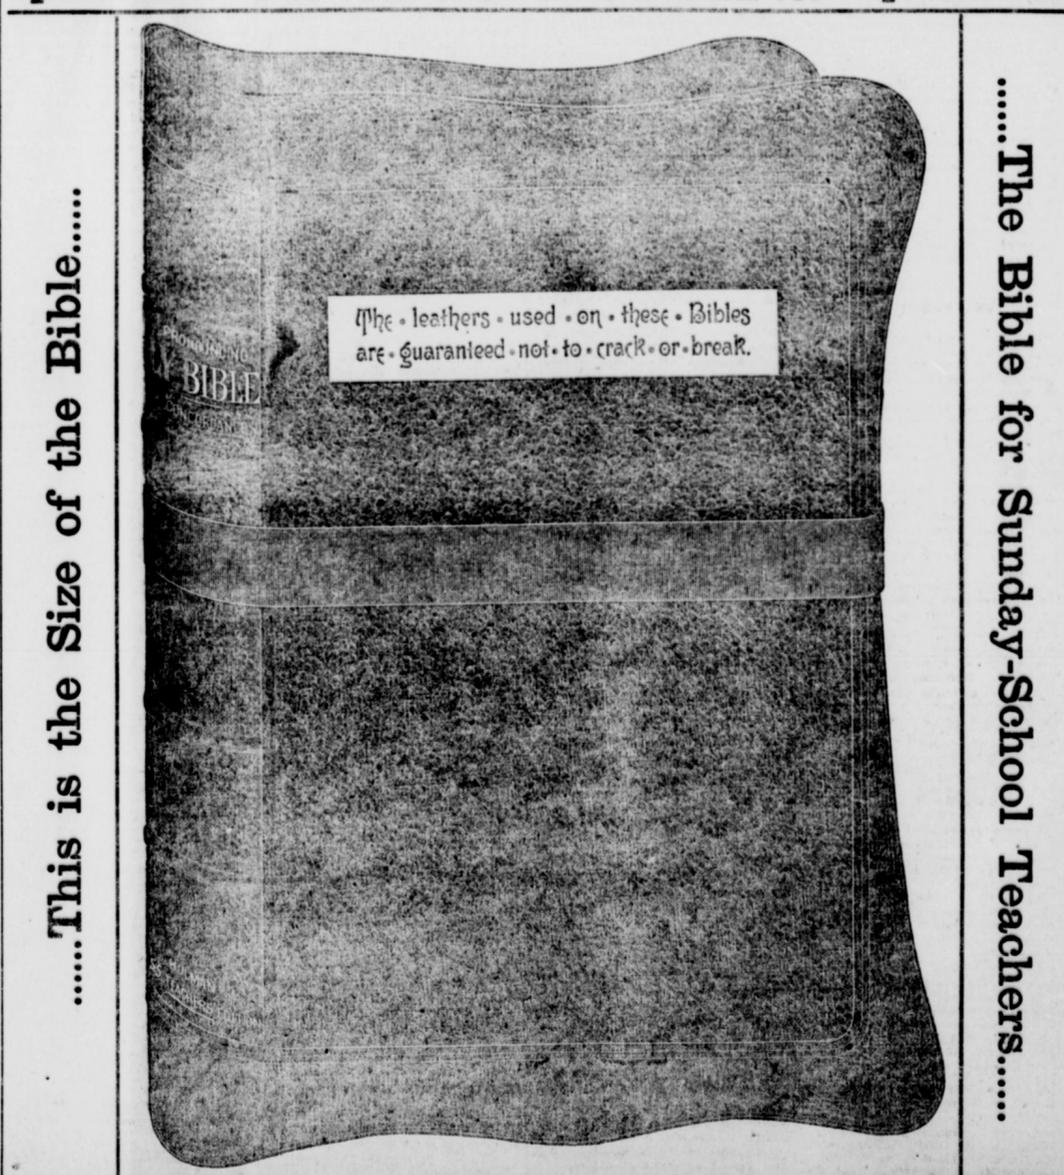 ......This is the Size of the Bible......
The • leathers • used • on • these • Bibles
are • guaranteed • not • to • crack • or • break.
BIBLE
......The Bible for Sunday-School Teachers......